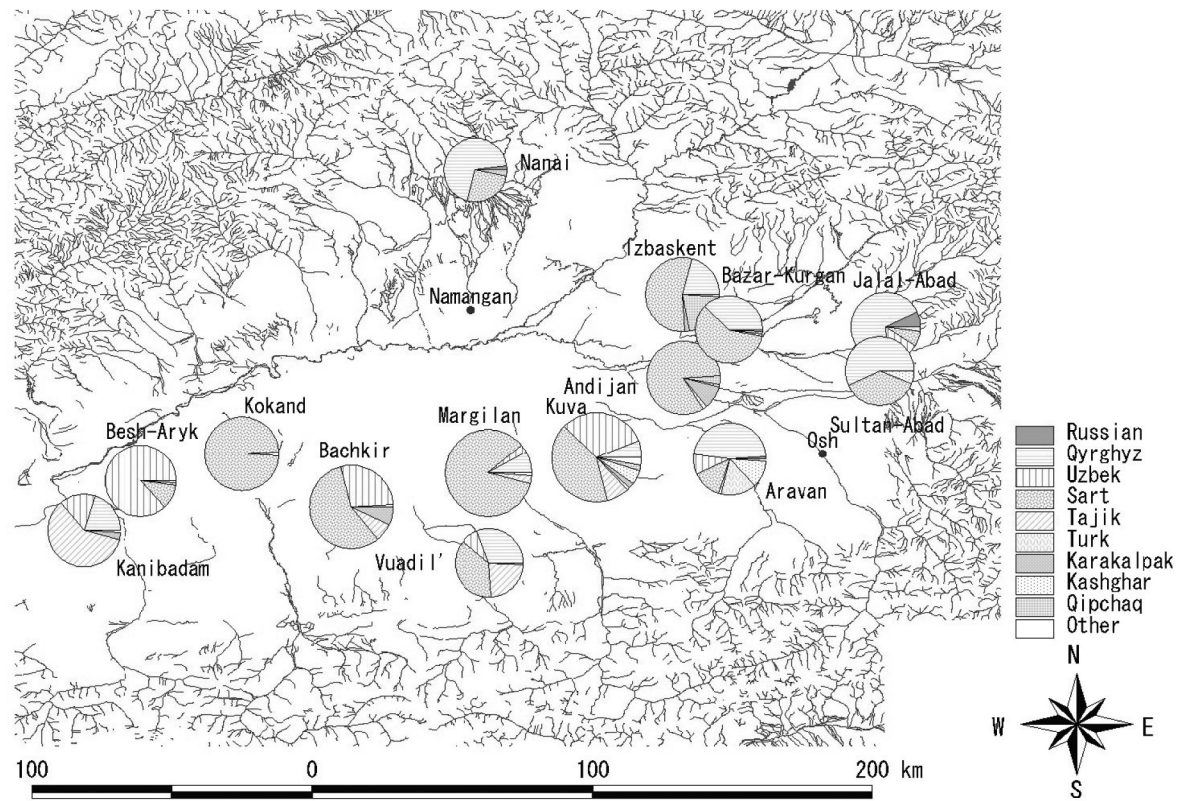 Nanai
Izbaskent
Bazar-Kurgan
Jalal-Abad
Namangan
Andijan
Kokand
Margilan
Kuva
Besh-Aryk
Bachkir
Osh
Sultan-Abad
Aravan
Vuadil'
Kanibadam
Russian
Qyrghyz
Uzbek
Sart
Tajik
Turk
Karakalpak
Kashghar
Qipchaq
Other
N
W E
S
100 0 100 200 km